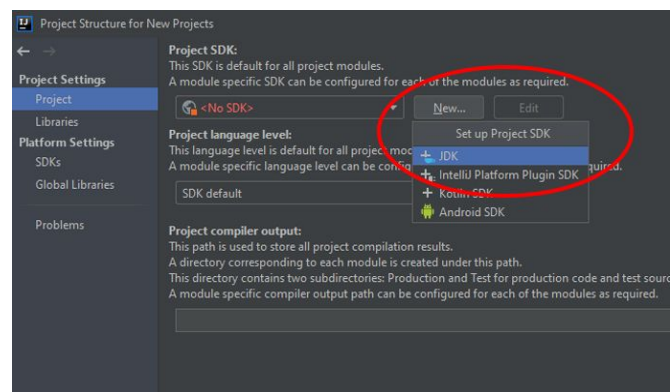 Project Structure for New Projects
Project Settings
Project
Libraries
Platform Settings
SDKs
Global Libraries
Problems
Project SDK:
This SDK is default for all project modules.
A module specific SDK can be configured for each of the modules as required.
<No SDK>
New...
Edit
Set up Project SDK
JDK
IntelliJ Platform Plugin SDK
Kotlin SDK
Android SDK
Project language level:
This language level is default for all project
A module specific language level can be quired.
SDK default
Project compiler output:
This path is used to store all project compilation results.
A directory corresponding to each module is created under this path.
This directory contains two subdirectories: Production and Test for production code and test sourc
A module specific compiler output path can be configured for each of the modules as required.